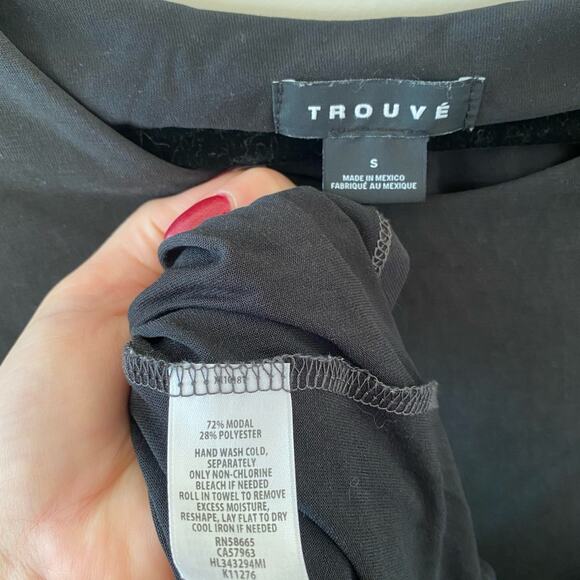 TROUVÉ
S
MADE IN MEXICO
FABRIQUÉ AU MEXIQUE
72% MODAL
28% POLYESTER
HAND WASH COLD,
SEPARATELY
ONLY NON-CHLORINE
BLEACH IF NEEDED
ROLL IN TOWEL TO REMOVE
EXCESS MOISTURE,
RESHAPE, LAY FLAT TO DRY
COOL IRON IF NEEDED
RN58665
CA57963
HL343294MI
K11276